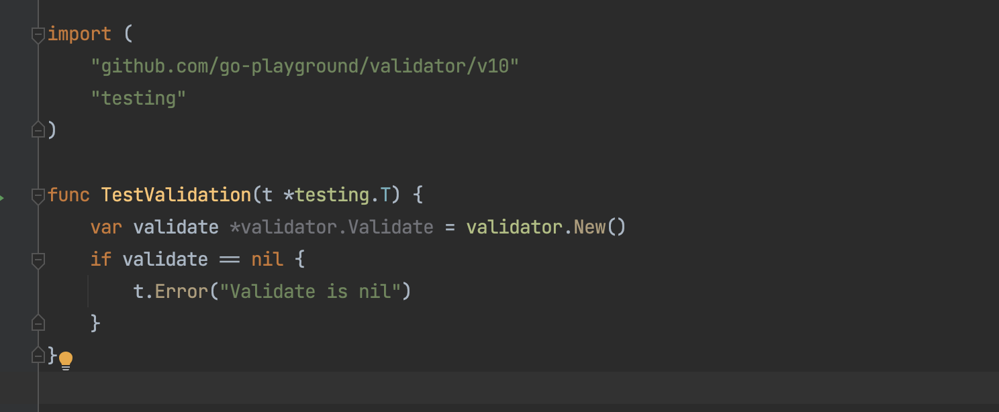 import (
    "github.com/go-playground/validator/v10"
    "testing"
)
func TestValidation(t *testing.T) {
    var validate *validator.Validate = validator.New()
    if validate == nil {
        t.Error("Validate is nil")
    }
}